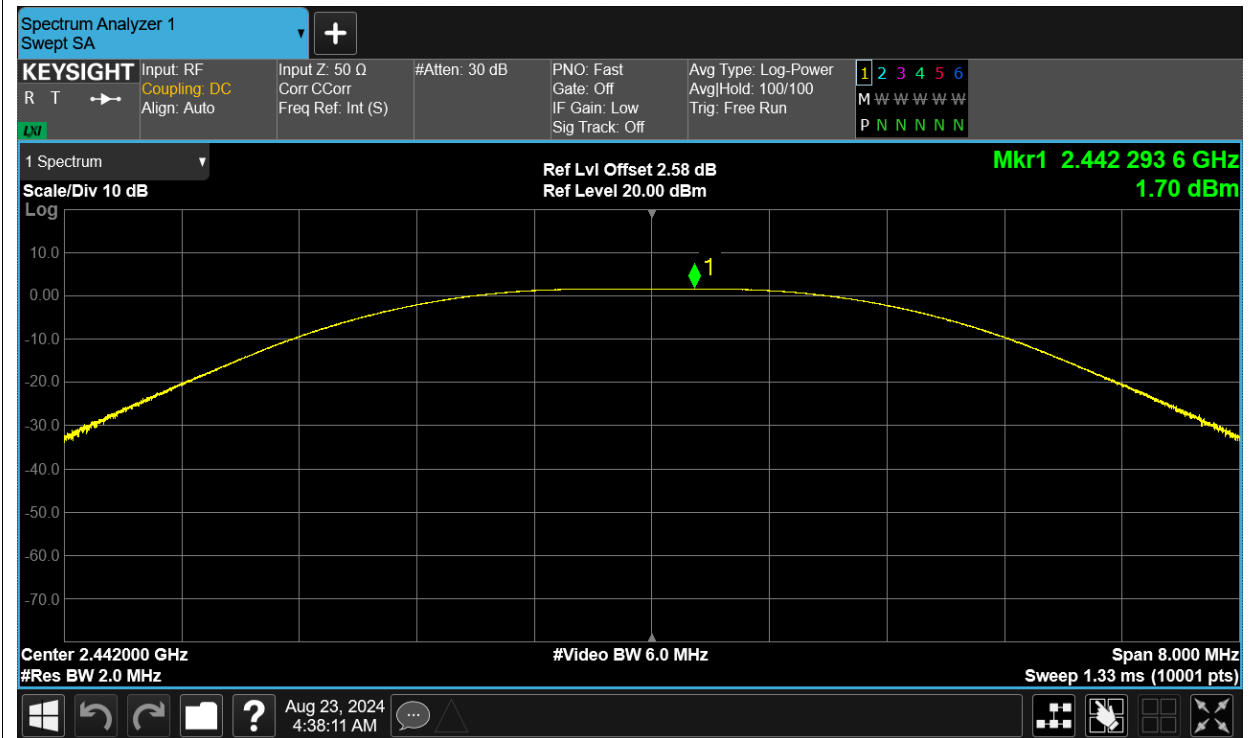 Spectrum Analyzer 1
Swept SA
KEYSIGHT
R T
LXI
Input: RF
Coupling: DC
Align: Auto
Input Z: 50 Ω
Corr CCorr
Freq Ref: Int (S)
#Atten: 30 dB
PNO: Fast
Gate: Off
IF Gain: Low
Sig Track: Off
Avg Type: Log-Power
Avg|Hold: 100/100
Trig: Free Run
1 2 3 4 5 6
M W W W W W
P N N N N N
1 Spectrum
Scale/Div 10 dB
Log
Ref Lvl Offset 2.58 dB
Ref Level 20.00 dBm
Mkr1 2.442 293 6 GHz
1.70 dBm
10.0
0.00
-10.0
-20.0
-30.0
-40.0
-50.0
-60.0
-70.0
1
Center 2.442000 GHz
#Res BW 2.0 MHz
#Video BW 6.0 MHz
Span 8.000 MHz
Sweep 1.33 ms (10001 pts)
Aug 23, 2024
4:38:11 AM